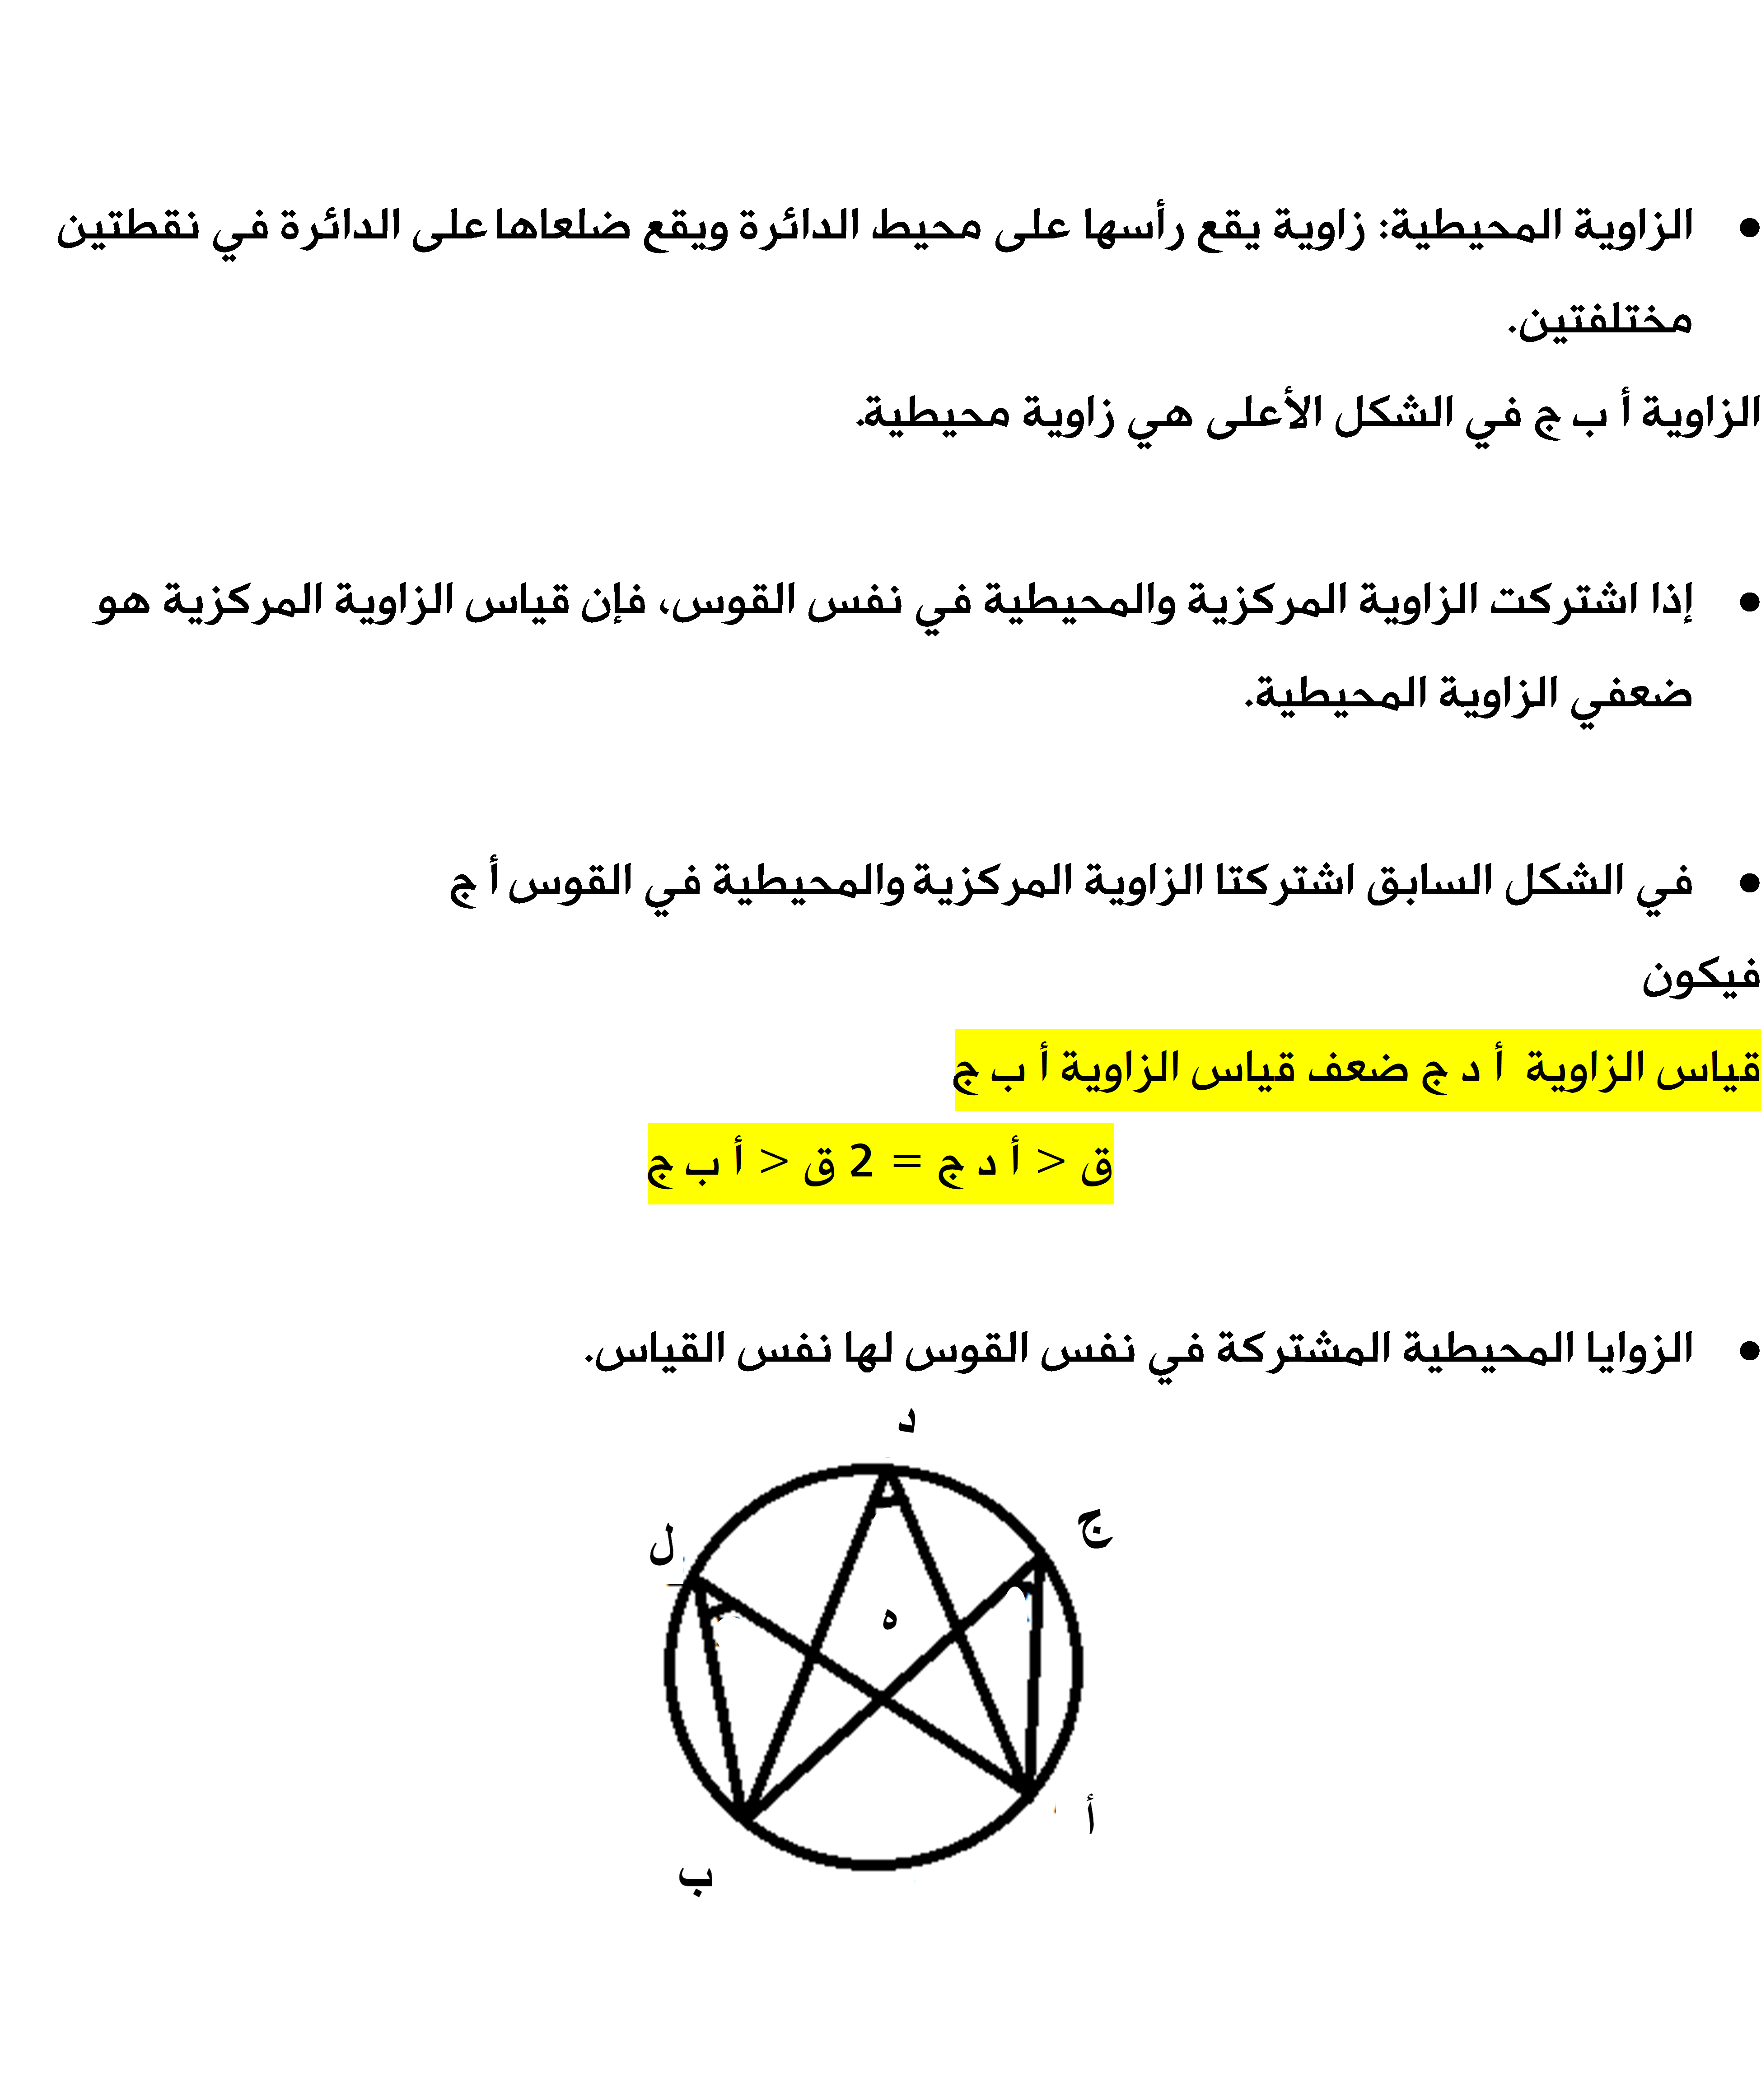 ● الزاوية المحيطية: زاوية يقع رأسها على محيط الدائرة ويقع ضلعاها على الدائرة في نقطتين
مختلفتين.
الزاوية أ ب ج في الشكل الأعلى هي زاوية محيطية.
● إذا اشتركت الزاوية المركزية والمحيطية في نفس القوس، فإن قياس الزاوية المركزية هو
ضعفي الزاوية المحيطية.
● في الشكل السابق اشتركتا الزاوية المركزية والمحيطية في القوس أ ج
فيكون
قياس الزاوية أ د ج ضعف قياس الزاوية أ ب ج
ق < أ د ج = 2 ق < أ ب ج
● الزوايا المحيطية المشتركة في نفس القوس لها نفس القياس.
د
ج
ل
ه
أ
ب